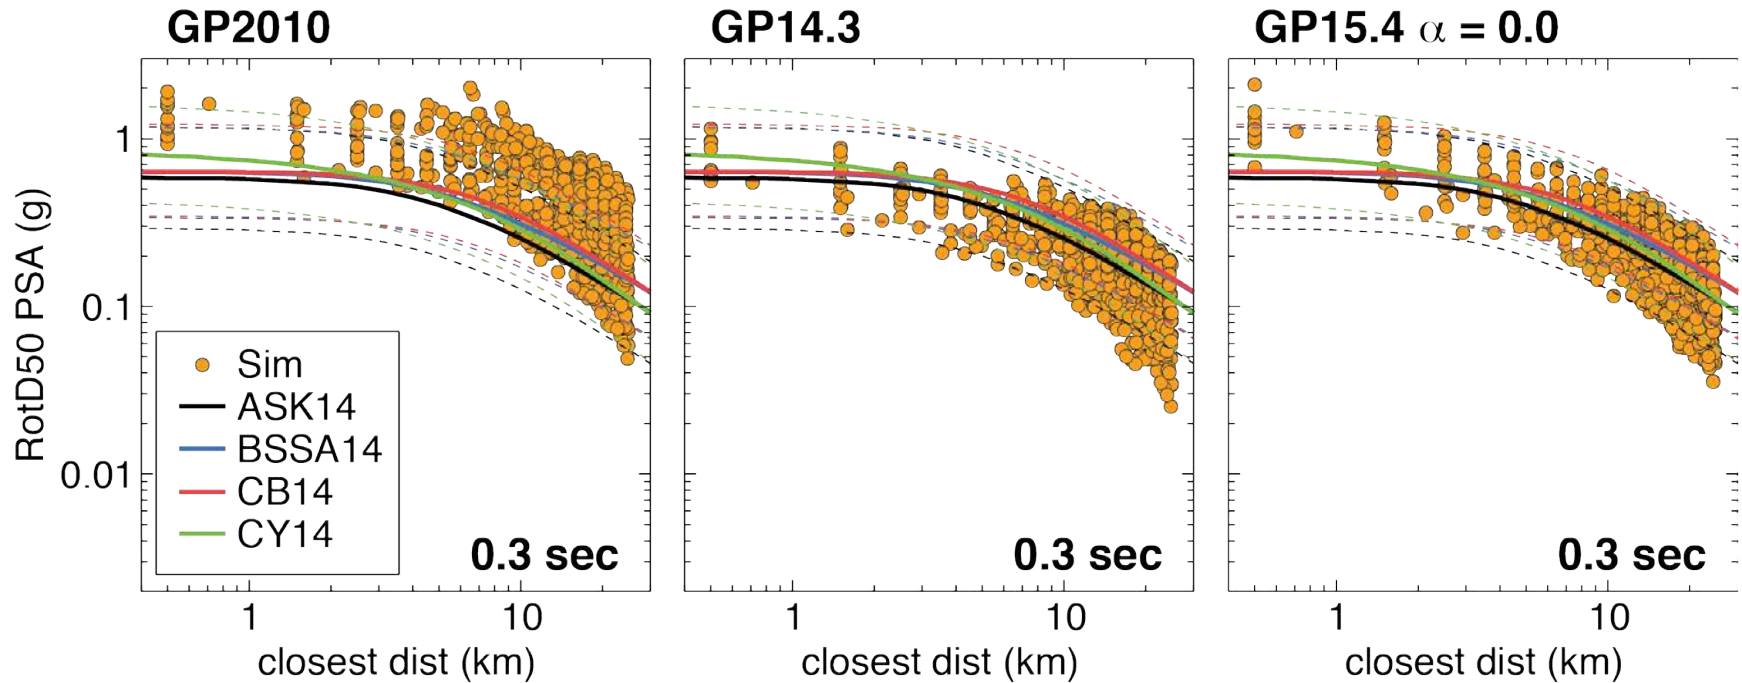 GP2010
GP14.3
GP15.4 α = 0.0
RotD50 PSA (g)
1
0.1
0.01
Sim
ASK14
BSSA14
CB14
CY14
0.3 sec
0.3 sec
0.3 sec
1 10
1 10
1 10
closest dist (km)
closest dist (km)
closest dist (km)